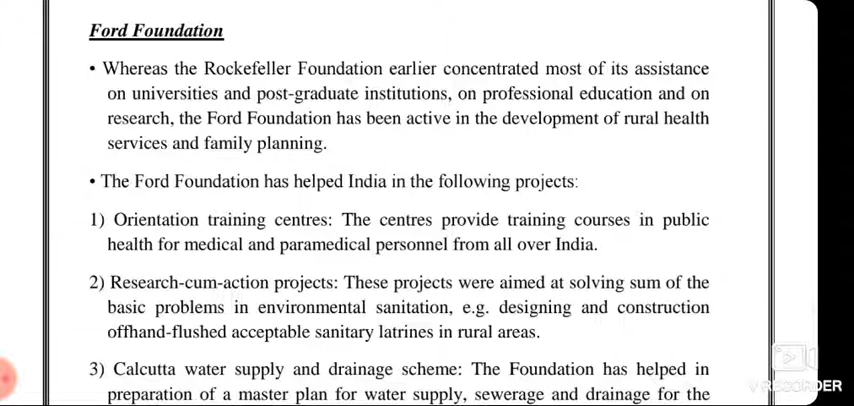 Ford Foundation
• Whereas the Rockefeller Foundation earlier concentrated most of its assistance
on universities and post-graduate institutions, on professional education and on
research, the Ford Foundation has been active in the development of rural health
services and family planning.
• The Ford Foundation has helped India in the following projects:
1) Orientation training centres: The centres provide training courses in public
health for medical and paramedical personnel from all over India.
2) Research-cum-action projects: These projects were aimed at solving sum of the
basic problems in environmental sanitation, e.g. designing and construction
offhand-flushed acceptable sanitary latrines in rural areas.
3) Calcutta water supply and drainage scheme: The Foundation has helped in
preparation of a master plan for water supply, sewerage and drainage for the
V RECORDER